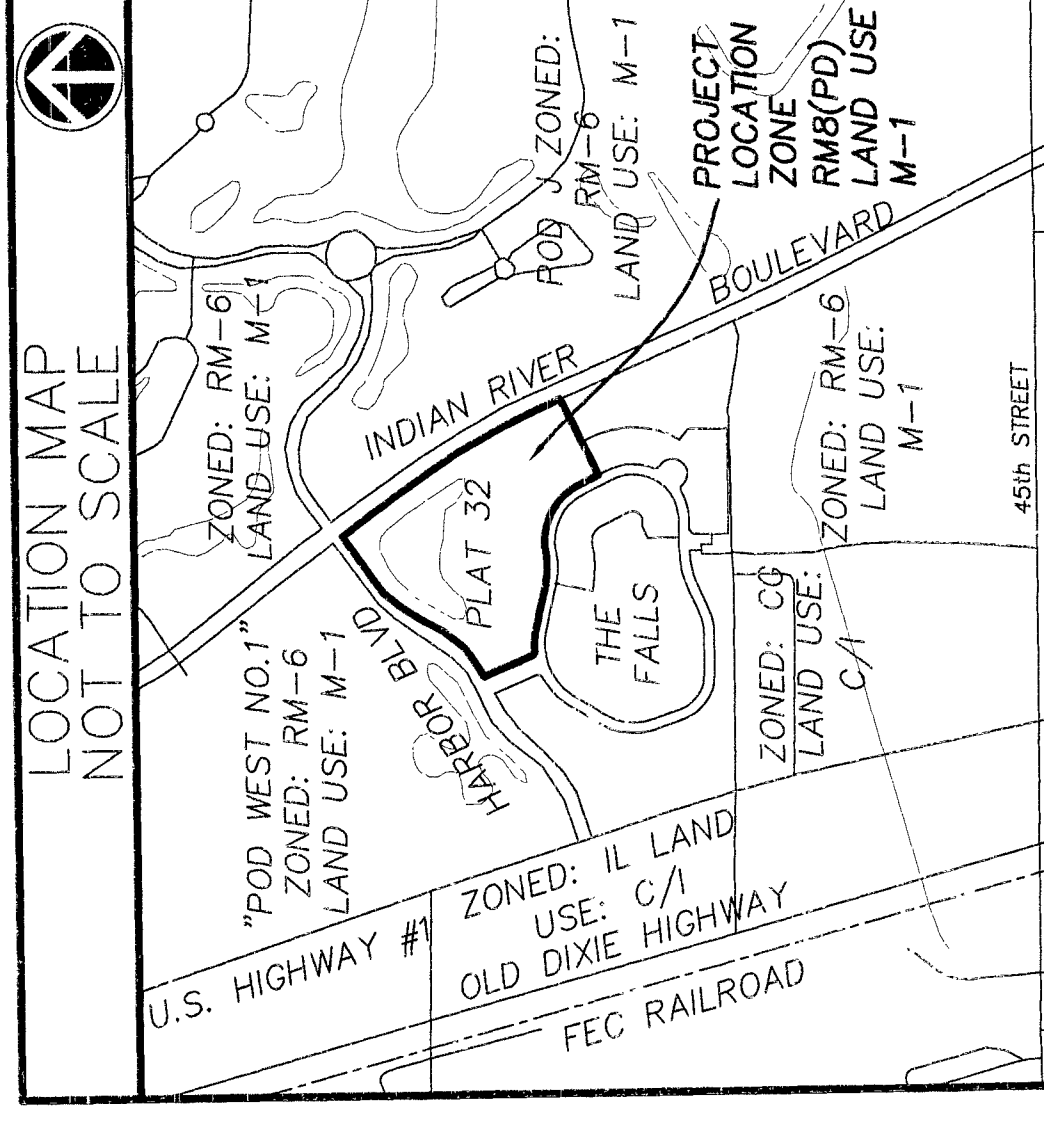 LOCATION MAP
NOT TO SCALE
ZONED: RM-6
LAND USE: M-1
POD J ZONED:
RM-6
LAND USE: M-1
PROJECT
LOCATION
ZONE
RM8(PD)
LAND USE
M-1
INDIAN RIVER
BOULEVARD
"POD WEST NO.1"
ZONED: RM-6
LAND USE: M-1
HARBOR BLVD
PLAT 32
THE
FALLS
ZONED: RM-6
LAND USE:
M-1
45th STREET
ZONED: CG
LAND USE:
C/I
U.S. HIGHWAY #1
ZONED: IL LAND
USE: C/I
OLD DIXIE HIGHWAY
FEC RAILROAD